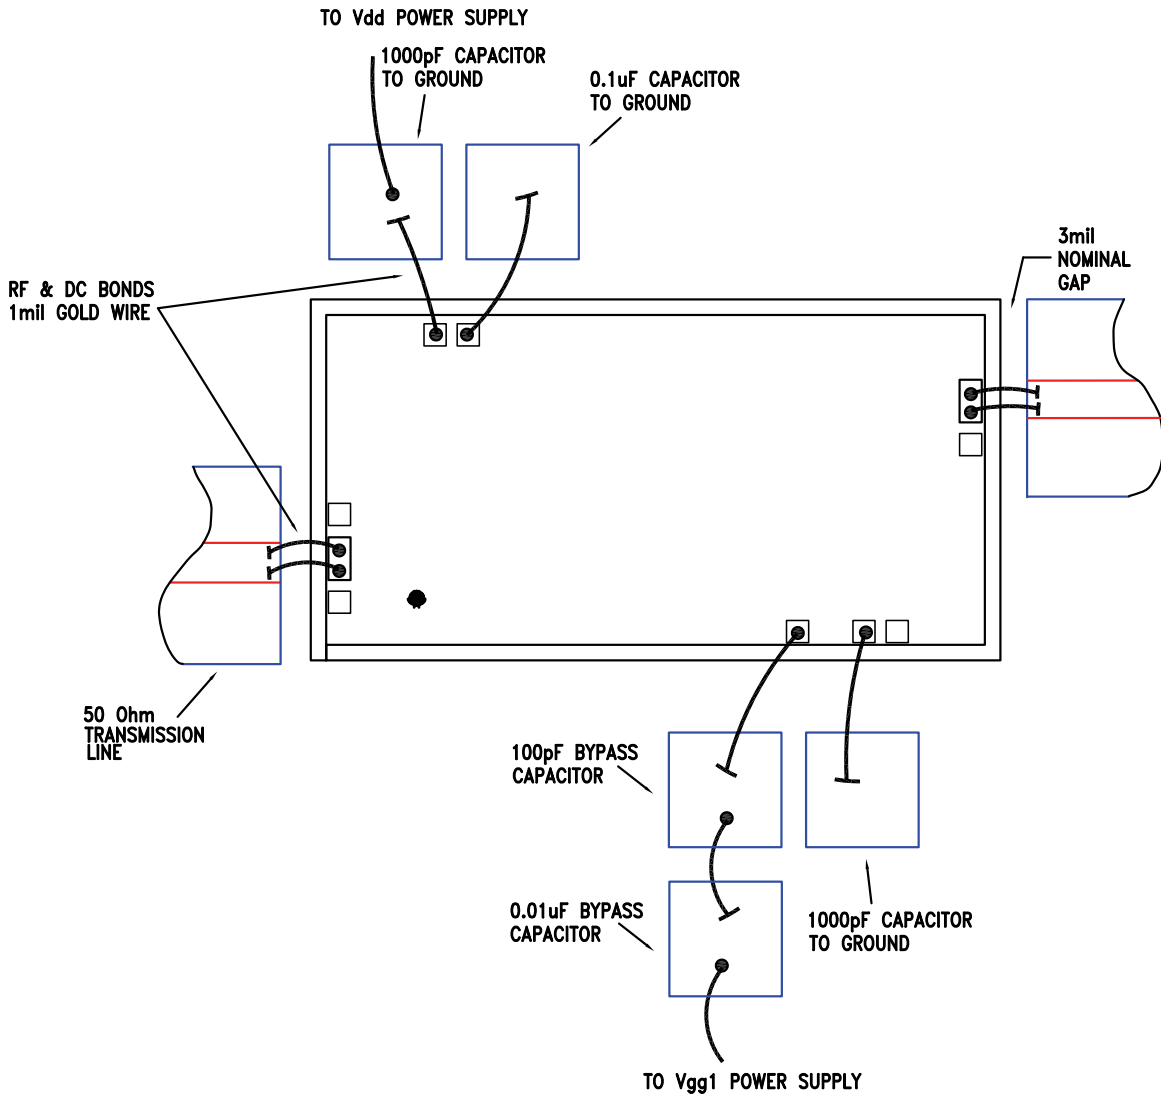 TO Vdd POWER SUPPLY
1000pF CAPACITOR
TO GROUND
0.1uF CAPACITOR
TO GROUND
3mil
NOMINAL
GAP
RF & DC BONDS
1mil GOLD WIRE
50 Ohm
TRANSMISSION
LINE
100pF BYPASS
CAPACITOR
0.01uF BYPASS
CAPACITOR
1000pF CAPACITOR
TO GROUND
TO Vgg1 POWER SUPPLY